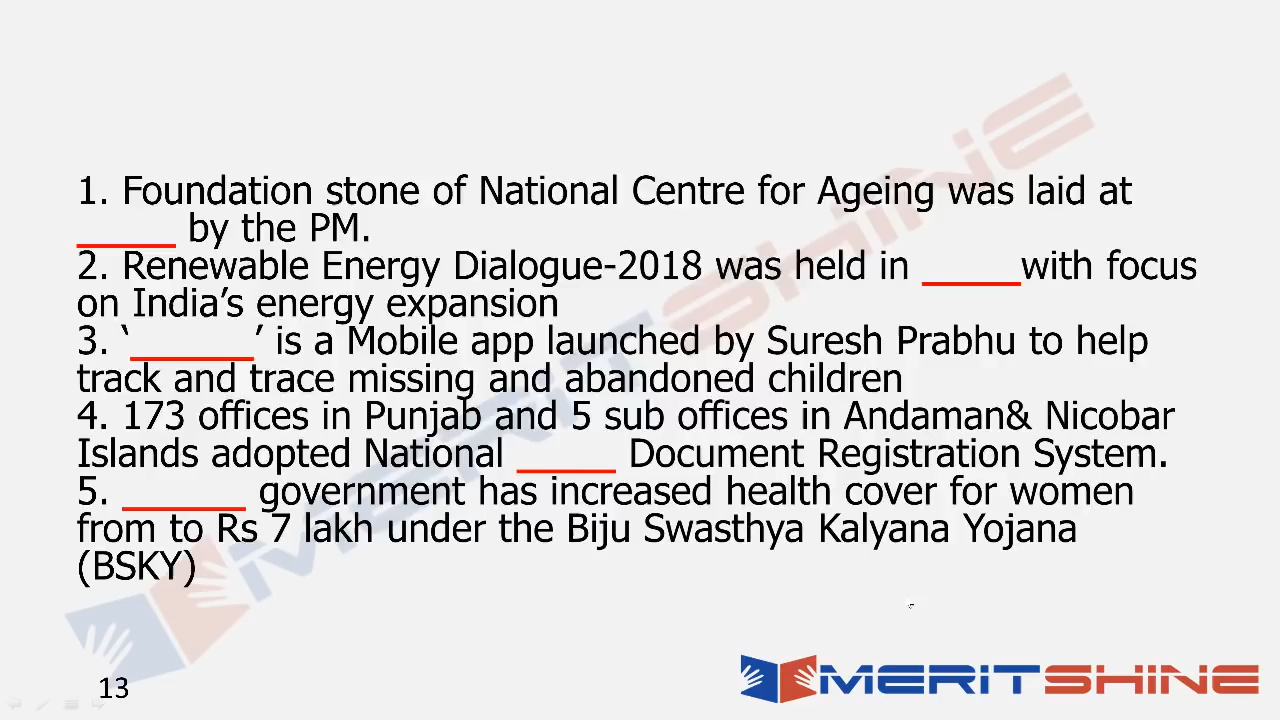 1. Foundation stone of National Centre for Ageing was laid at
_____ by the PM.
2. Renewable Energy Dialogue-2018 was held in _____with focus
on India’s energy expansion
3. ‘______’ is a Mobile app launched by Suresh Prabhu to help
track and trace missing and abandoned children
4. 173 offices in Punjab and 5 sub offices in Andaman& Nicobar
Islands adopted National _____ Document Registration System.
5. ______ government has increased health cover for women
from to Rs 7 lakh under the Biju Swasthya Kalyana Yojana
(BSKY)
MERITSHINE
13
MERITSHINE